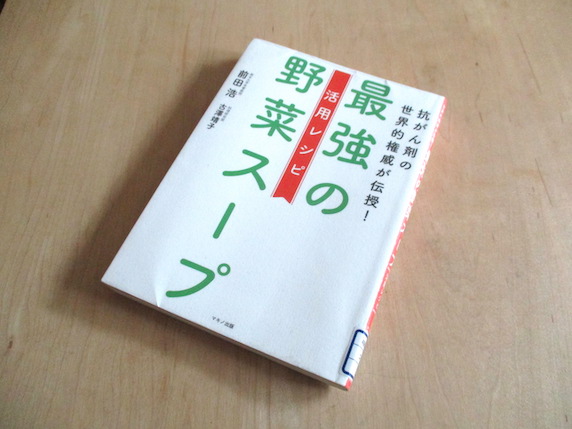 抗がん剤の
世界的権威が伝授!
最強の
野菜スープ
活用レシピ
前田 浩
古澤靖子
マキノ出版